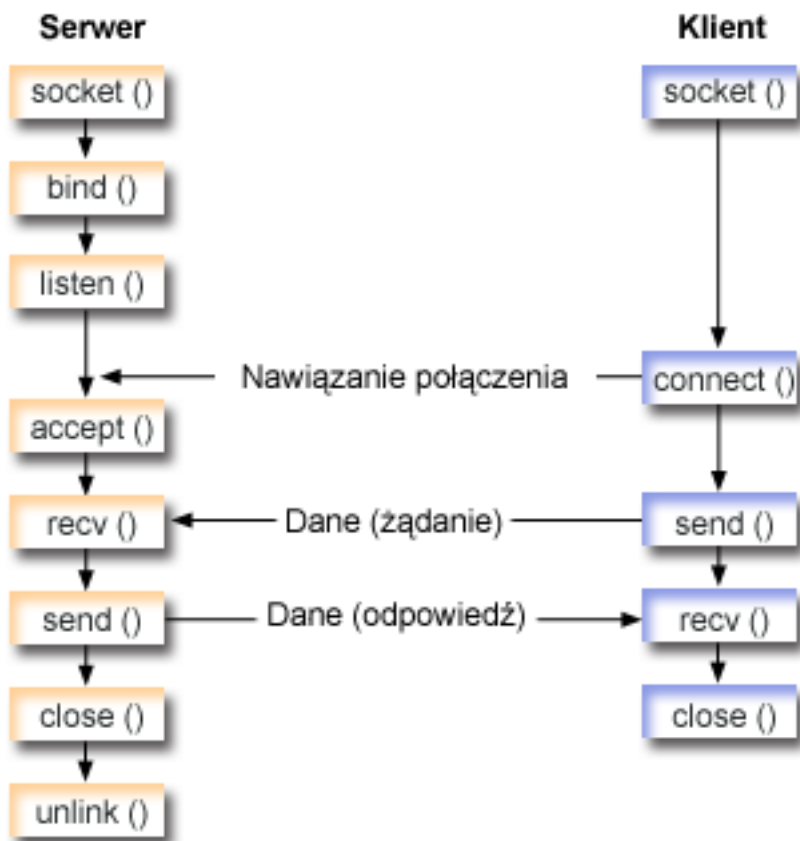 Serwer
Klient
socket ()
socket ()
bind ()
listen ()
Nawiązanie połączenia
connect ()
accept ()
recv ()
Dane (żądanie)
send ()
send ()
Dane (odpowiedź)
recv ()
close ()
close ()
unlink ()